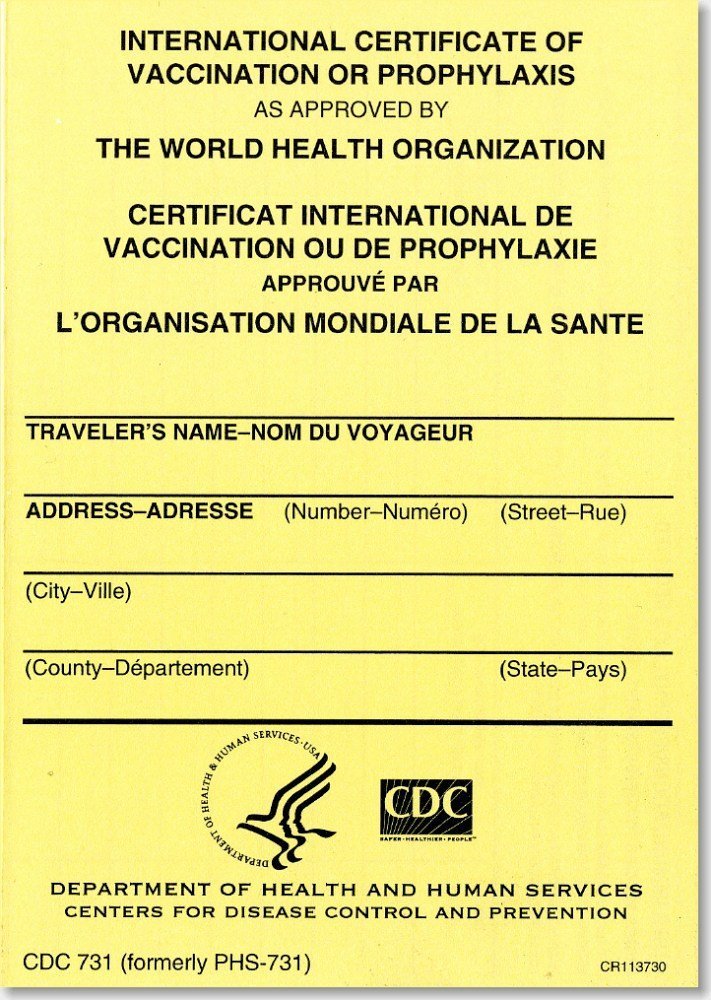 INTERNATIONAL CERTIFICATE OF
VACCINATION OR PROPHYLAXIS
AS APPROVED BY
THE WORLD HEALTH ORGANIZATION
CERTIFICAT INTERNATIONAL DE
VACCINATION OU DE PROPHYLAXIE
APPROUVÉ PAR
L'ORGANISATION MONDIALE DE LA SANTE
TRAVELER'S NAME–NOM DU VOYAGEUR
ADDRESS–ADRESSE (Number–Numéro) (Street–Rue)
(City–Ville)
(County–Département) (State–Pays)
DEPARTMENT OF HEALTH & HUMAN SERVICES·USA
CDC
SAFER·HEALTHIER·PEOPLE™
DEPARTMENT OF HEALTH AND HUMAN SERVICES
CENTERS FOR DISEASE CONTROL AND PREVENTION
CDC 731 (formerly PHS-731) CR113730